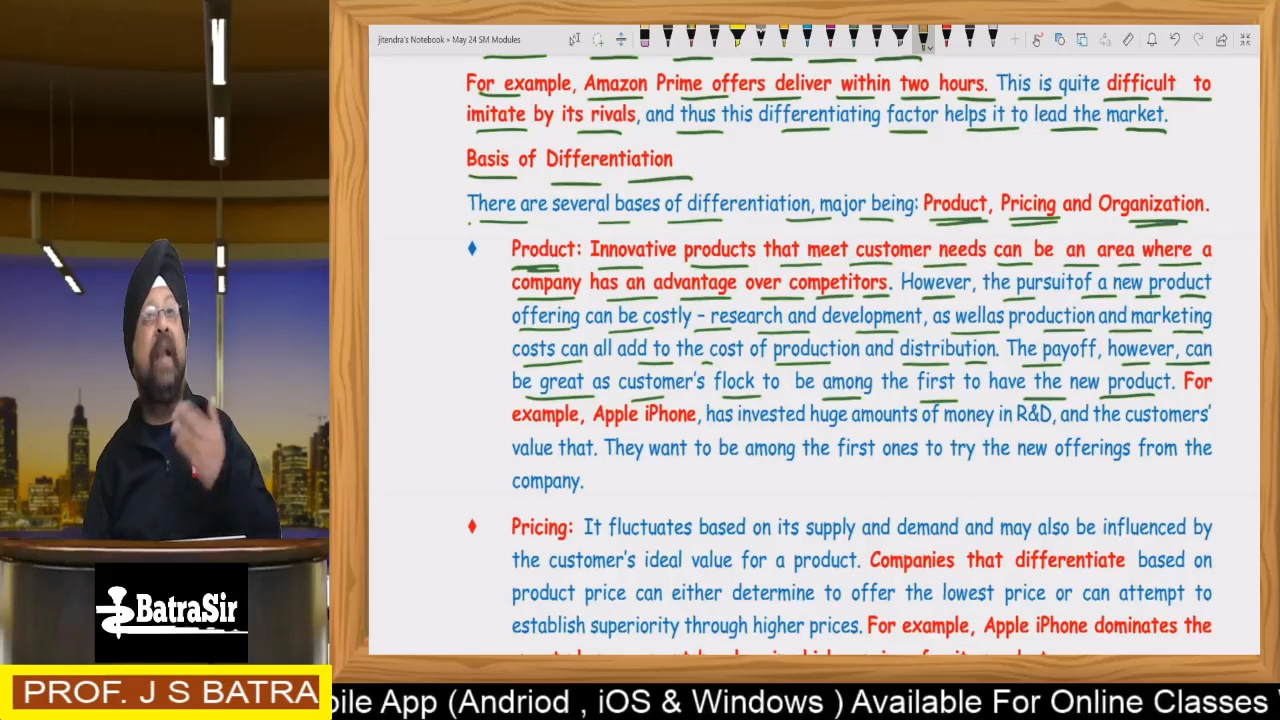 jitendra's Notebook » May 24 SM Modules
For example, Amazon Prime offers deliver within two hours. This is quite difficult to
imitate by its rivals, and thus this differentiating factor helps it to lead the market.
Basis of Differentiation
There are several bases of differentiation, major being: Product, Pricing and Organization.
Product: Innovative products that meet customer needs can be an area where a
company has an advantage over competitors. However, the pursuitof a new product
offering can be costly – research and development, as wellas production and marketing
costs can all add to the cost of production and distribution. The payoff, however, can
be great as customer's flock to be among the first to have the new product. For
example, Apple iPhone, has invested huge amounts of money in R&D, and the customers'
value that. They want to be among the first ones to try the new offerings from the
company.
Pricing: It fluctuates based on its supply and demand and may also be influenced by
the customer's ideal value for a product. Companies that differentiate based on
product price can either determine to offer the lowest price or can attempt to
establish superiority through higher prices. For example, Apple iPhone dominates the
BatraSir
PROF. J S BATRA
bile App (Andriod , iOS & Windows ) Available For Online Classes